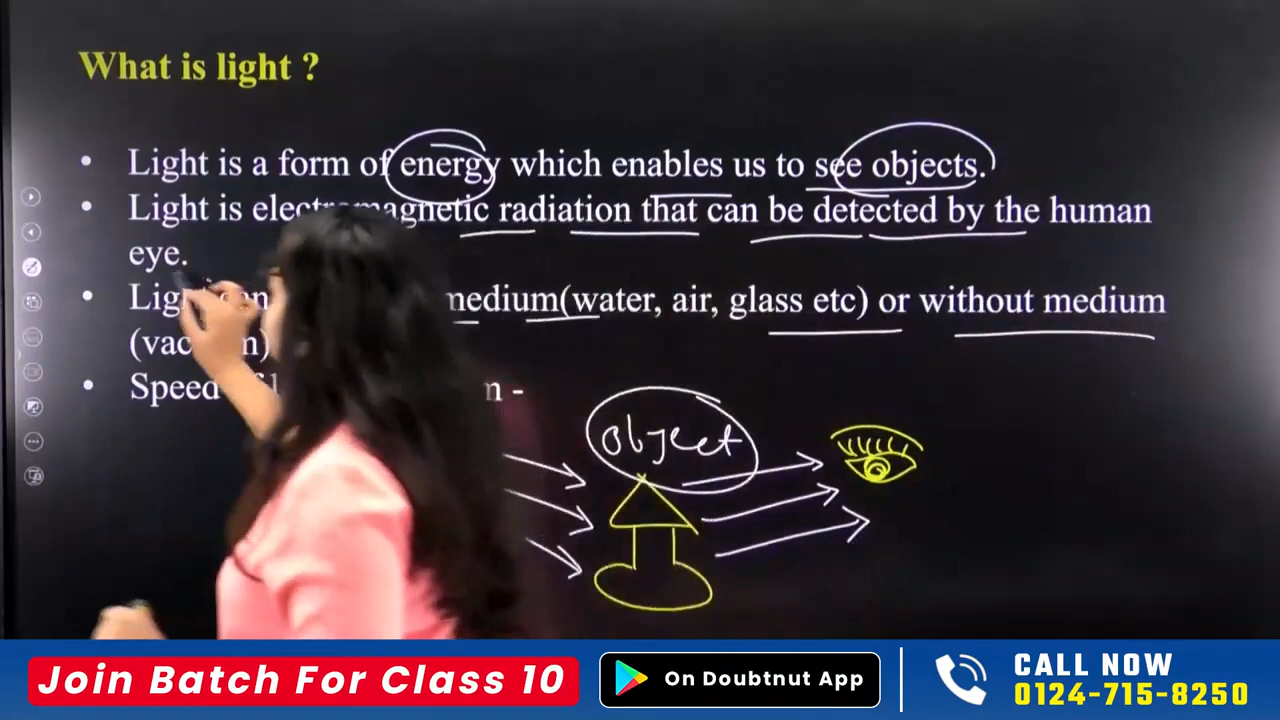 What is light ?
• Light is a form of energy which enables us to see objects.
• Light is electromagnetic radiation that can be detected by the human
eye.
• medium(water, air, glass etc) or without medium
• Speed
object
Join Batch For Class 10
On Doubtnut App
CALL NOW
0124-715-8250